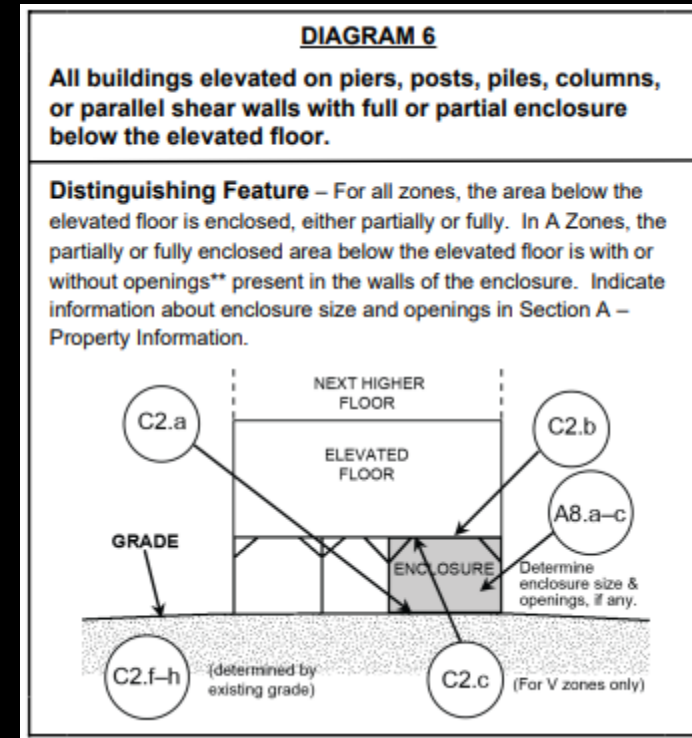 DIAGRAM 6
All buildings elevated on piers, posts, piles, columns,
or parallel shear walls with full or partial enclosure
below the elevated floor.
Distinguishing Feature – For all zones, the area below the
elevated floor is enclosed, either partially or fully. In A Zones, the
partially or fully enclosed area below the elevated floor is with or
without openings** present in the walls of the enclosure. Indicate
information about enclosure size and openings in Section A –
Property Information.
NEXT HIGHER
FLOOR
C2.a
C2.b
ELEVATED
FLOOR
A8.a–c
GRADE
ENCLOSURE
Determine
enclosure size &
openings, if any.
C2.f–h
(determined by
existing grade)
C2.c
(For V zones only)